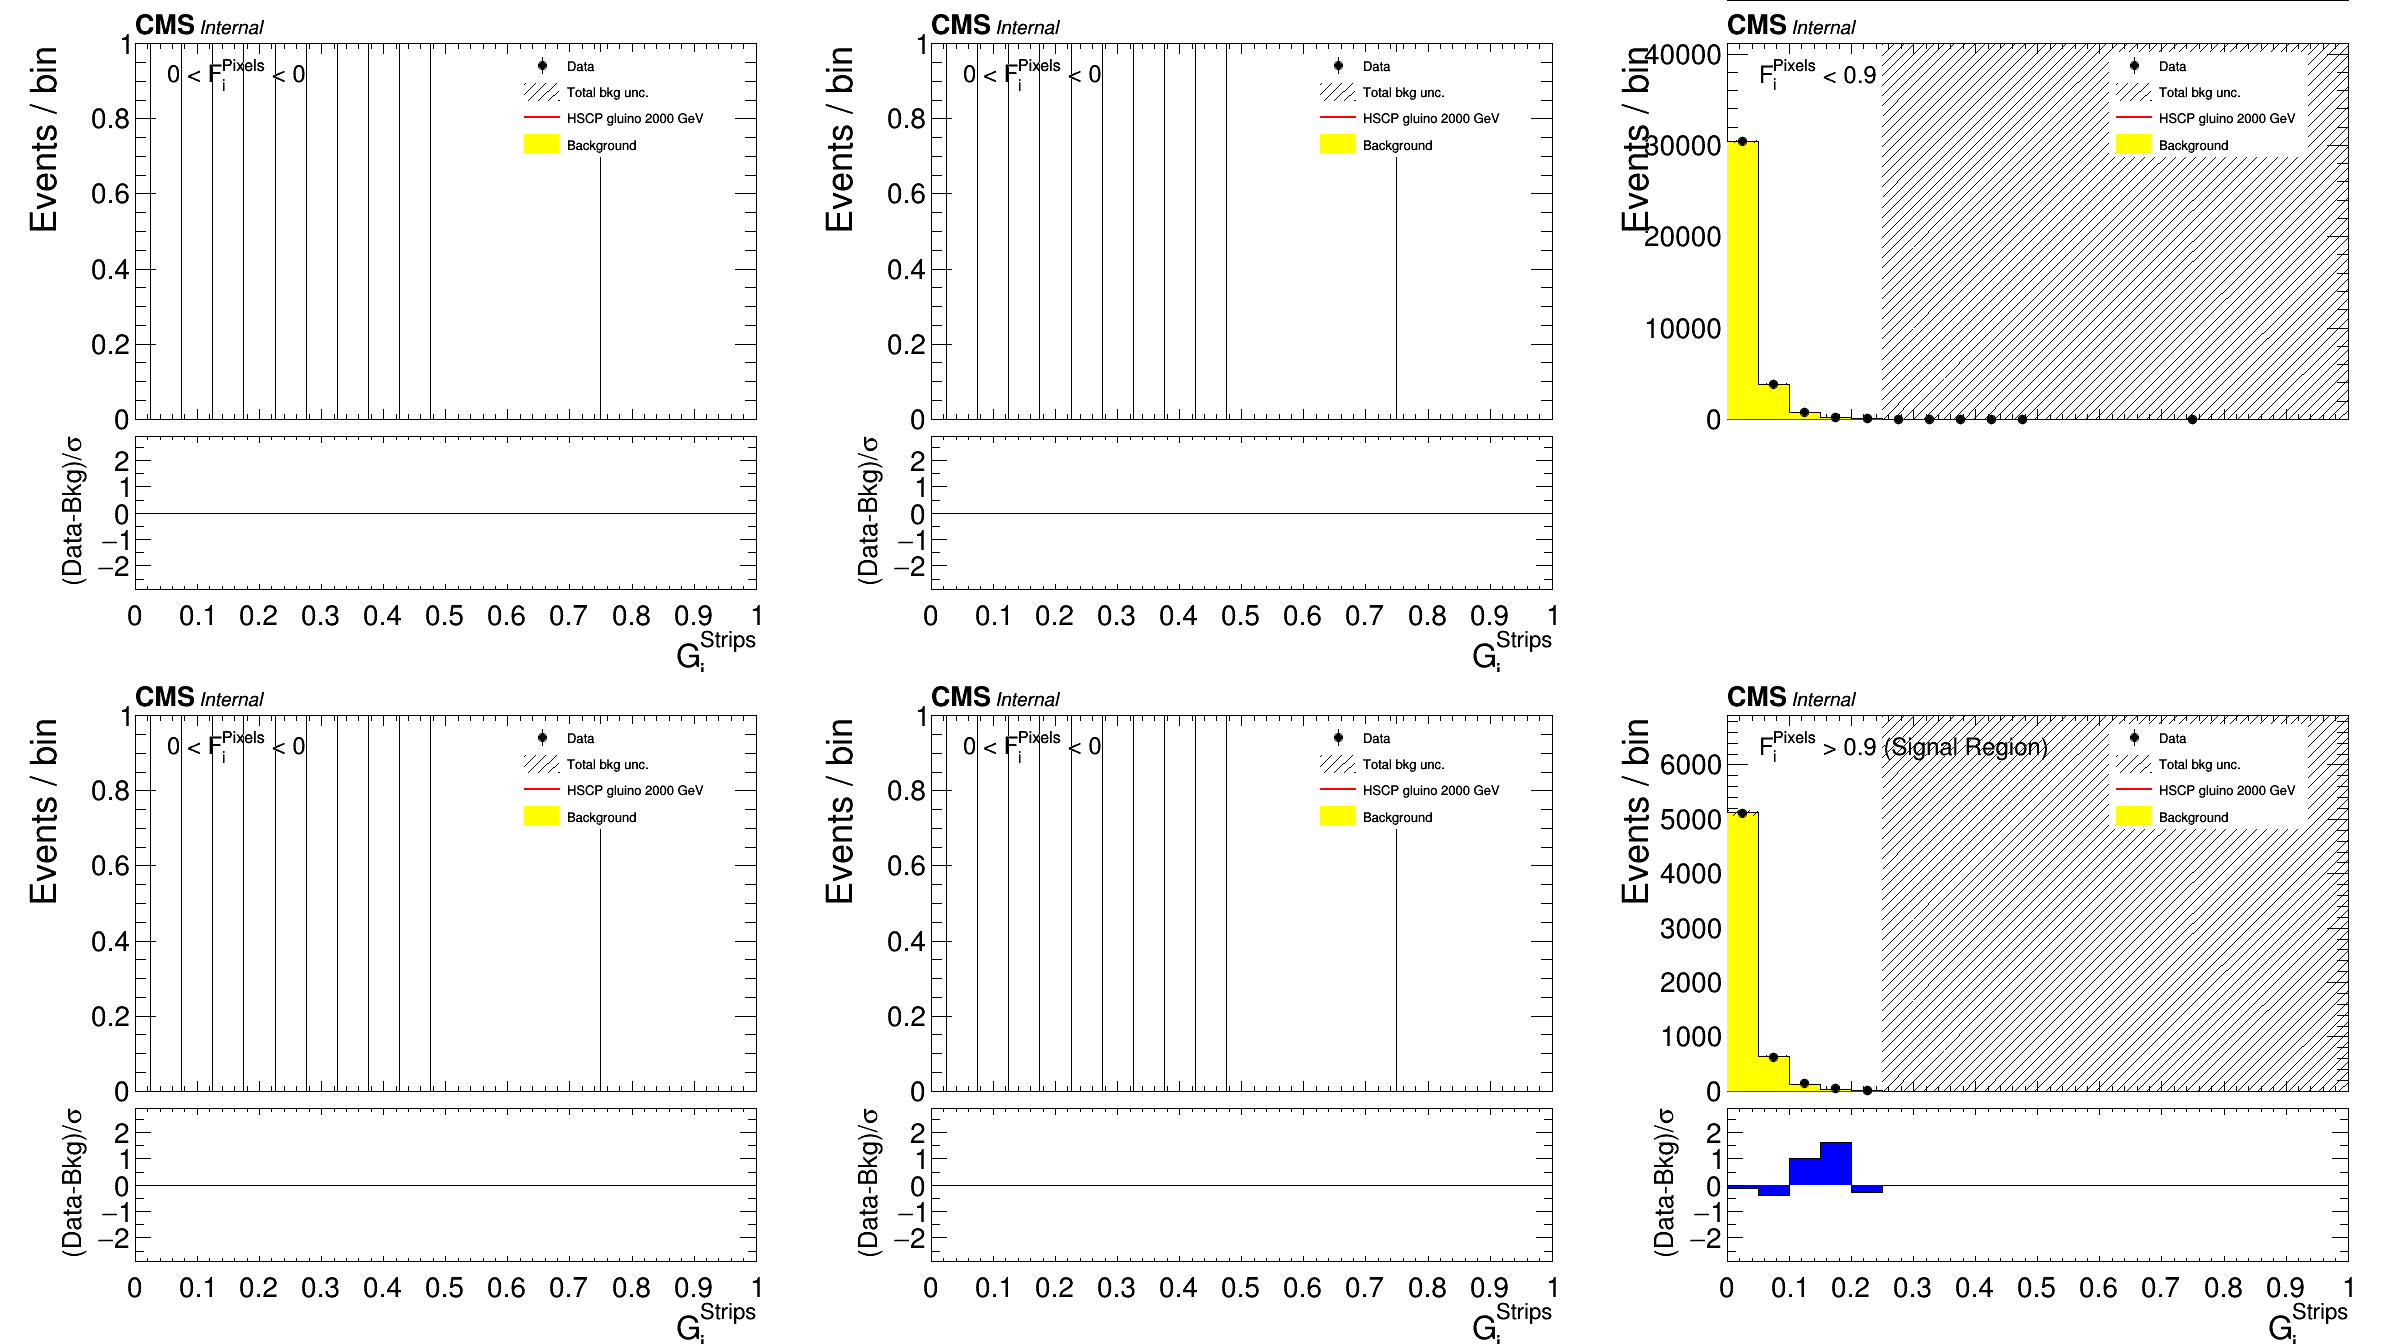 CMS Internal
Events / bin
0 < F_i^Pixels < 0
Data
Total bkg unc.
HSCP gluino 2000 GeV
Background
1
0.8
0.6
0.4
0.2
0
(Data-Bkg)/σ
2
1
0
−1
−2
0 0.1 0.2 0.3 0.4 0.5 0.6 0.7 0.8 0.9 1
G_i^Strips
CMS Internal
Events / bin
0 < F_i^Pixels < 0
Data
Total bkg unc.
HSCP gluino 2000 GeV
Background
1
0.8
0.6
0.4
0.2
0
(Data-Bkg)/σ
2
1
0
−1
−2
0 0.1 0.2 0.3 0.4 0.5 0.6 0.7 0.8 0.9 1
G_i^Strips
CMS Internal
Events / bin
F_i^Pixels < 0.9
Data
Total bkg unc.
HSCP gluino 2000 GeV
Background
40000
30000
20000
10000
0
CMS Internal
Events / bin
0 < F_i^Pixels < 0
Data
Total bkg unc.
HSCP gluino 2000 GeV
Background
1
0.8
0.6
0.4
0.2
0
(Data-Bkg)/σ
2
1
0
−1
−2
0 0.1 0.2 0.3 0.4 0.5 0.6 0.7 0.8 0.9 1
G_i^Strips
CMS Internal
Events / bin
0 < F_i^Pixels < 0
Data
Total bkg unc.
HSCP gluino 2000 GeV
Background
1
0.8
0.6
0.4
0.2
0
(Data-Bkg)/σ
2
1
0
−1
−2
0 0.1 0.2 0.3 0.4 0.5 0.6 0.7 0.8 0.9 1
G_i^Strips
CMS Internal
Events / bin
F_i^Pixels > 0.9 (Signal Region)
Data
Total bkg unc.
HSCP gluino 2000 GeV
Background
6000
5000
4000
3000
2000
1000
0
(Data-Bkg)/σ
2
1
0
−1
−2
0 0.1 0.2 0.3 0.4 0.5 0.6 0.7 0.8 0.9 1
G_i^Strips